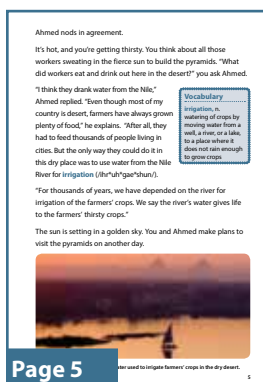 Ahmed nods in agreement.
It's hot, and you're getting thirsty. You think about all those
workers sweating in the fierce sun to build the pyramids. "What
did workers eat and drink out here in the desert?" you ask Ahmed.
"I think they drank water from the Nile,"
Ahmed replied. "Even though most of my
country is desert, farmers have always grown
plenty of food," he explains. "After all, they
had to feed thousands of people living in
cities. But the only way they could do it in
this dry place was to use water from the Nile
River for irrigation (/ihr*uh*gae*shun/).
Vocabulary
irrigation, n.
watering of crops by
moving water from a
well, a river, or a lake,
to a place where it
does not rain enough
to grow crops
"For thousands of years, we have depended on the river for
irrigation of the farmers' crops. We say the river's water gives life
to the farmers' thirsty crops."
The sun is setting in a golden sky. You and Ahmed make plans to
visit the pyramids on another day.
water used to irrigate farmers' crops in the dry desert.
Page 5
5